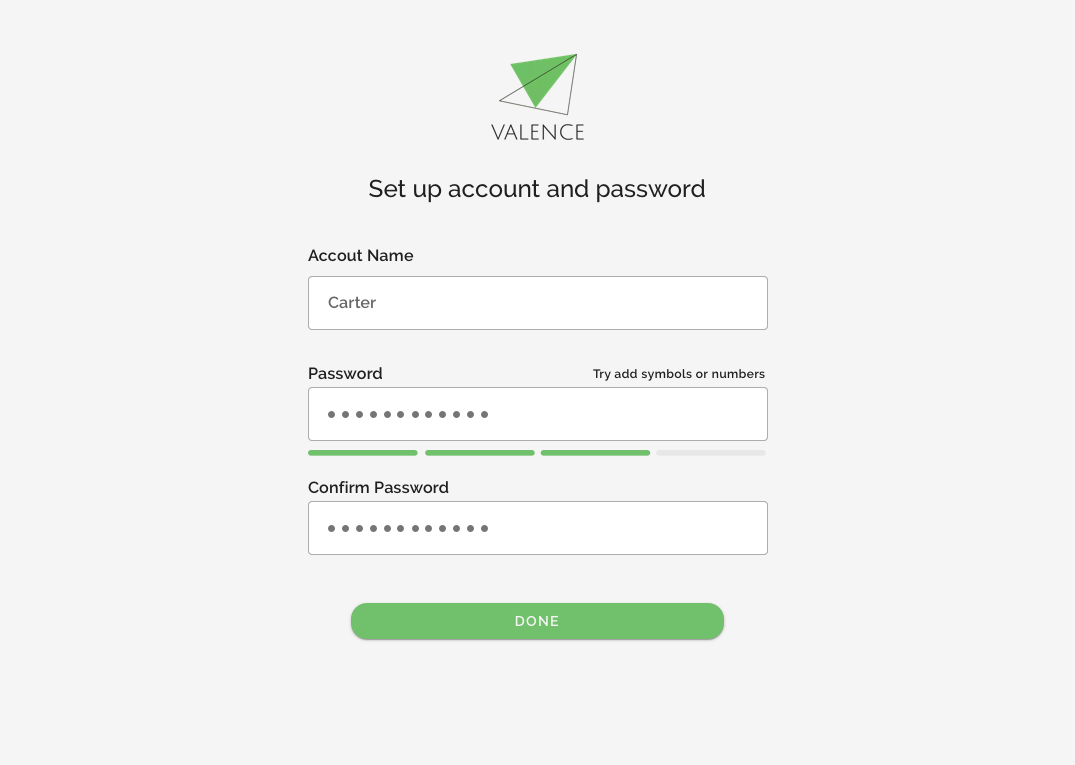 VALENCE
Set up account and password
Accout Name
Carter
Password
Try add symbols or numbers
Confirm Password
DONE